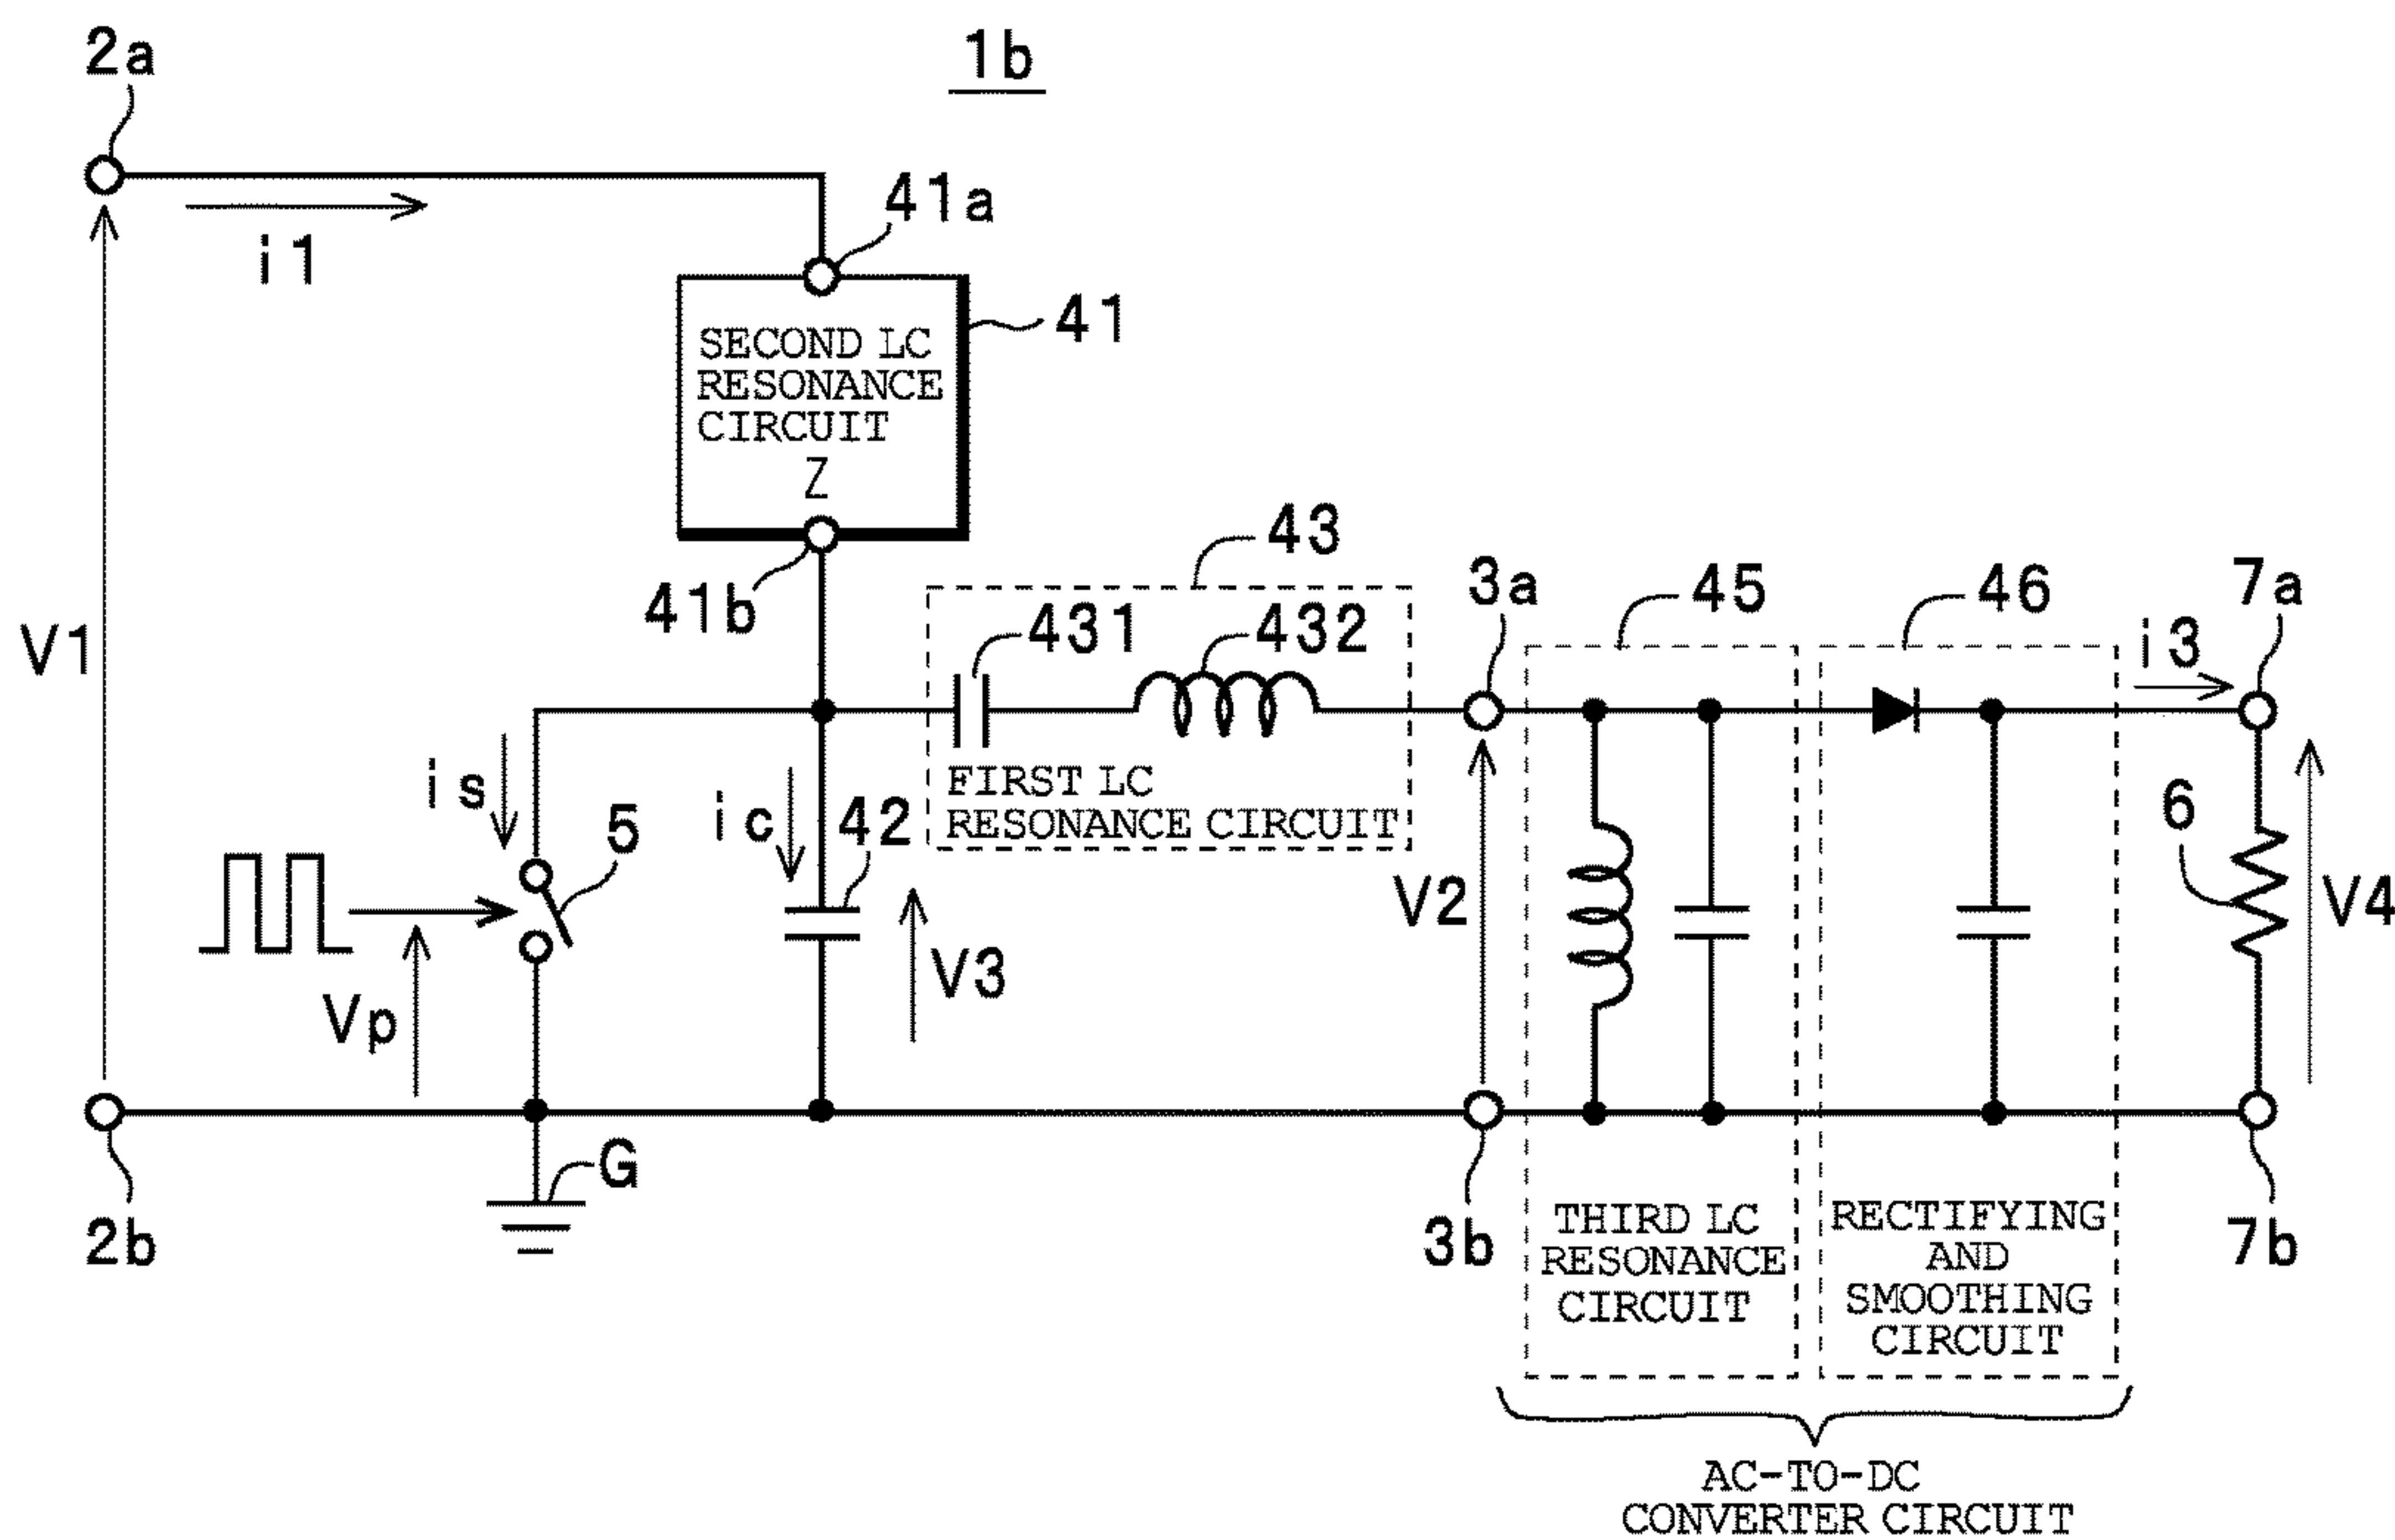 2a
1b
i1
41a
41
SECOND LC
RESONANCE
CIRCUIT
Z
41b
43
V1
431
432
3a
45
46
7a
i3
FIRST LC
RESONANCE CIRCUIT
is
5
ic
42
V2
6
V4
Vp
V3
G
2b
3b
7b
THIRD LC
RESONANCE
CIRCUIT
RECTIFYING
AND
SMOOTHING
CIRCUIT
AC-TO-DC
CONVERTER CIRCUIT